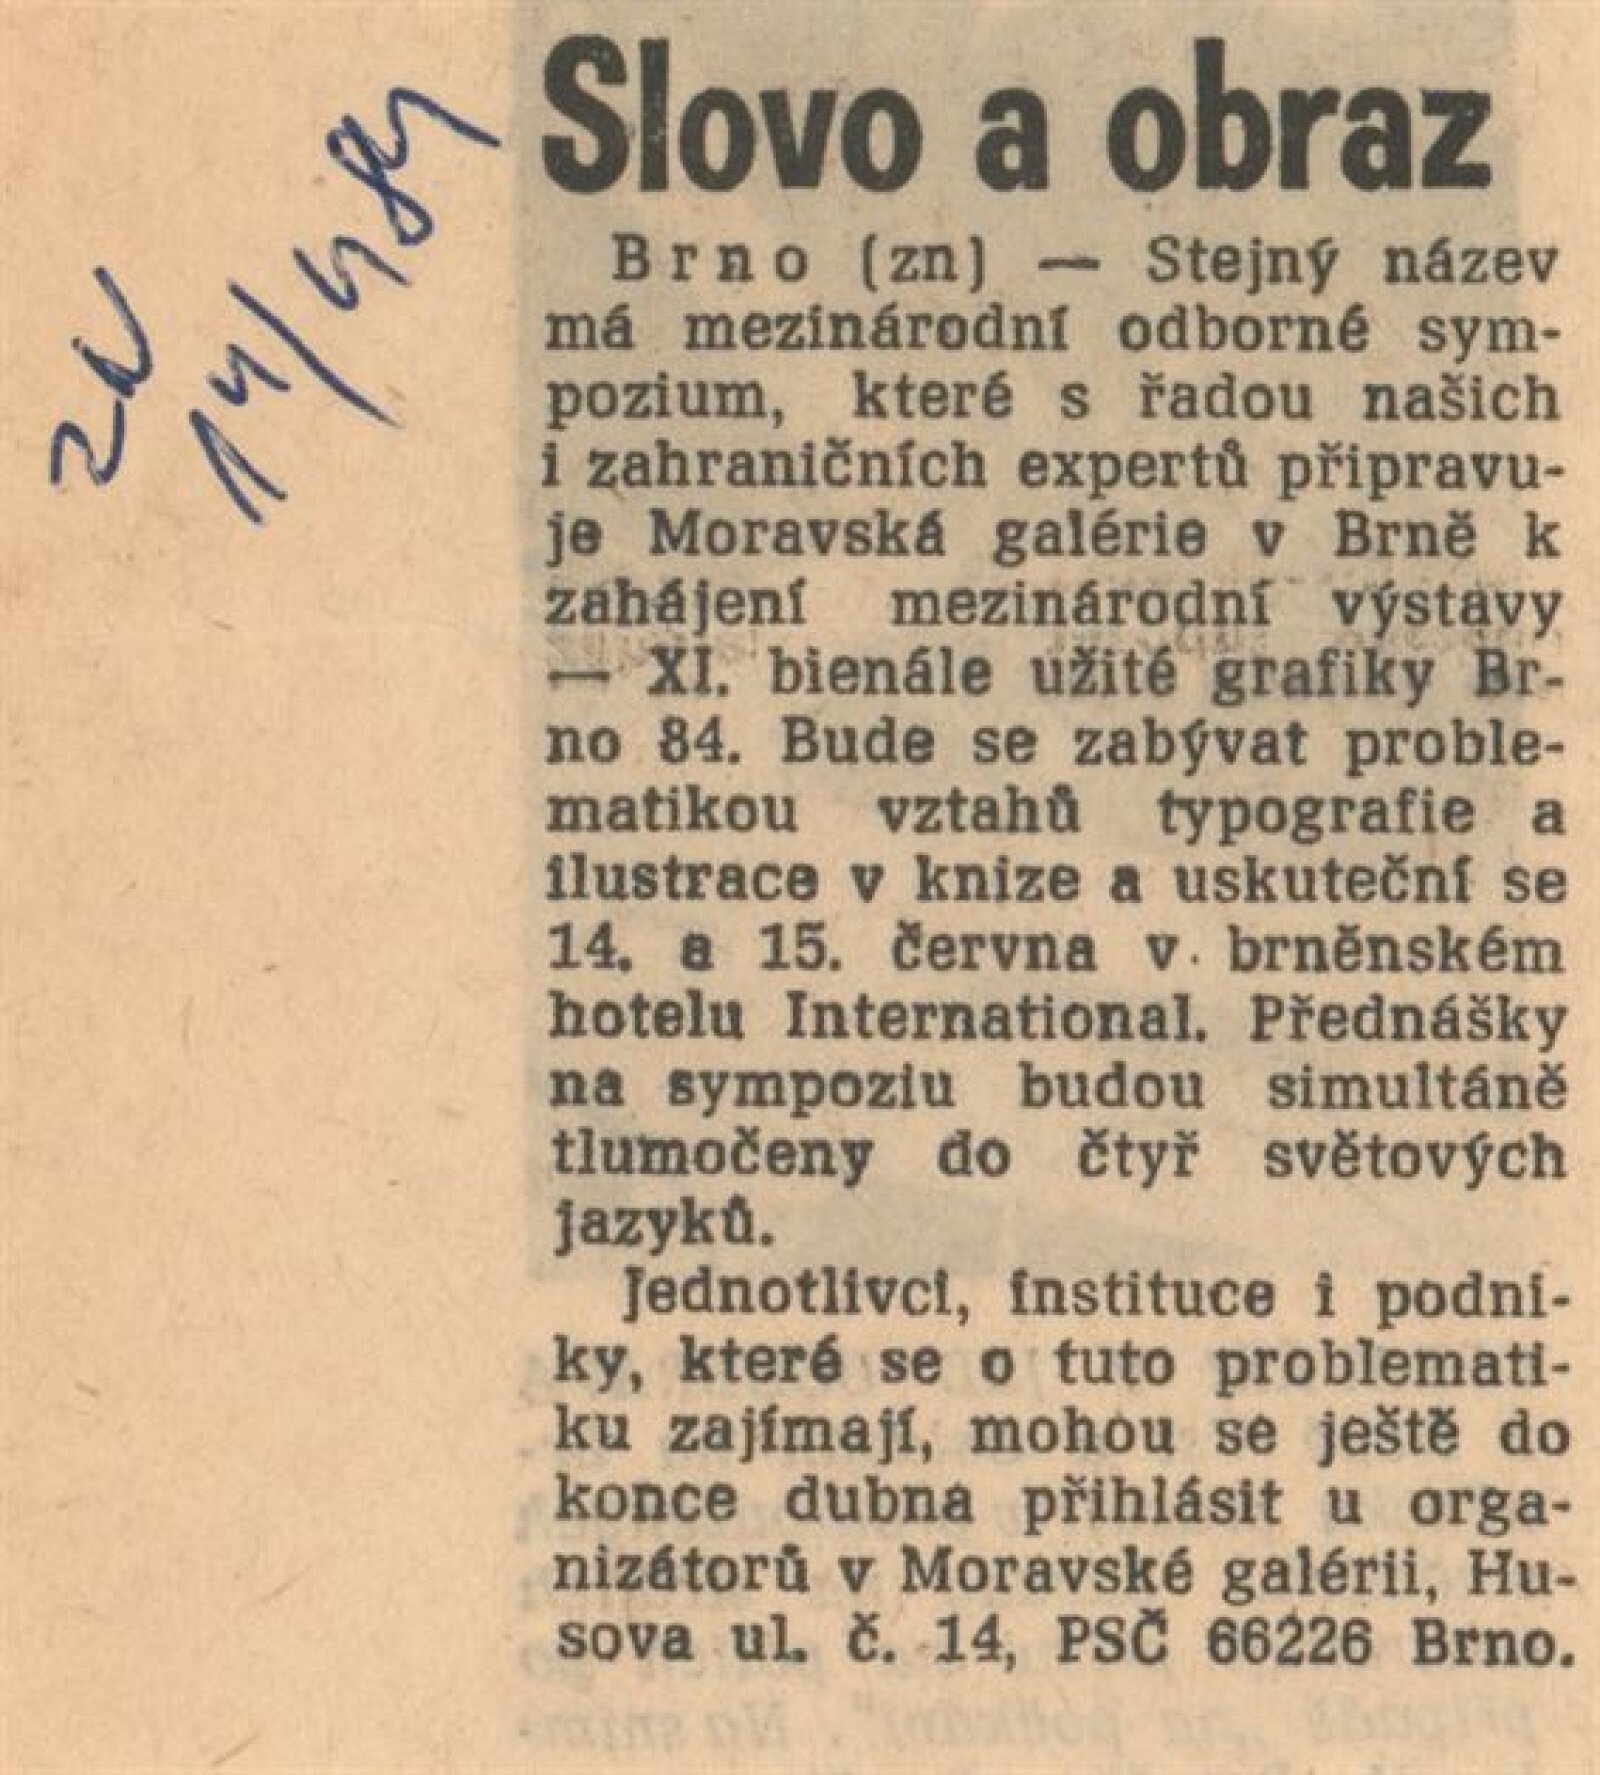 Slovo a obraz
Brno (zn) — Stejný název
má mezinárodní odborné sym-
pozium, které s řadou našich
i zahraničních expertů připravu-
je Moravská galérie v Brně k
zahájení mezinárodní výstavy
— XI. bienále užité grafiky Br-
no 84. Bude se zabývat proble-
matikou vztahů typografie a
ilustrace v knize a uskuteční se
14. a 15. června v brněnském
hotelu International. Přednášky
na sympoziu budou simultáně
tlumočeny do čtyř světových
jazyků.
Jednotlivci, instituce i podni-
ky, které se o tuto problemati-
ku zajímají, mohou se ještě do
konce dubna přihlásit u orga-
nizátorů v Moravské galérii, Hu-
sova ul. č. 14, PSČ 66226 Brno.